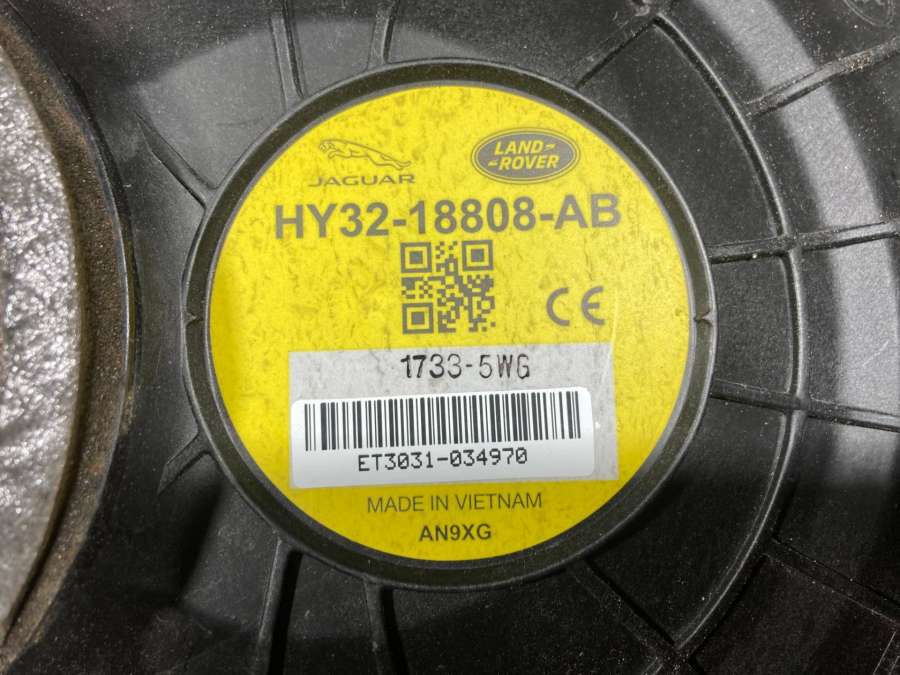 JAGUAR
LAND
ROVER
HY32-18808-AB
CE
1733-5WG
ET3031-034970
MADE IN VIETNAM
AN9XG